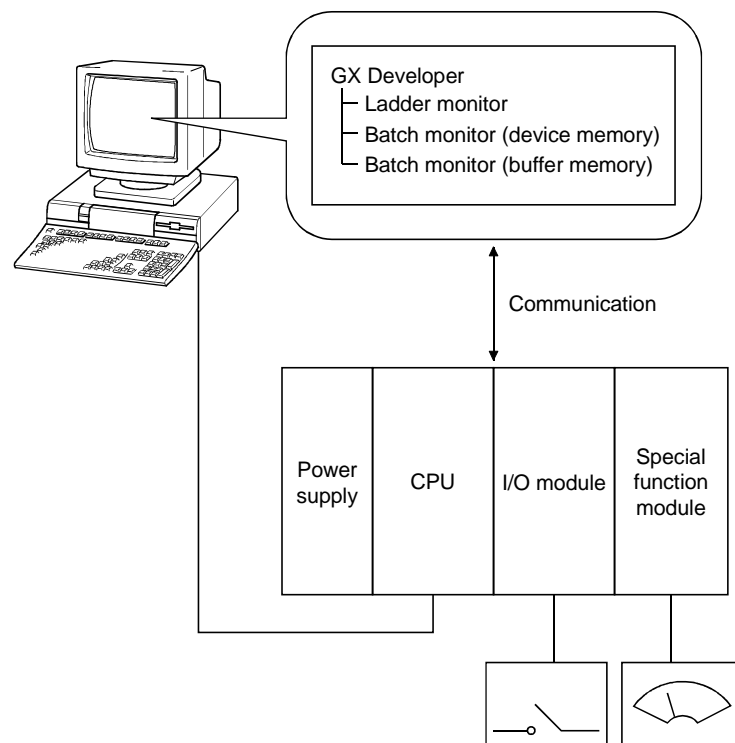 GX Developer
Ladder monitor
Batch monitor (device memory)
Batch monitor (buffer memory)
Communication
Power
supply
CPU
I/O module
Special
function
module